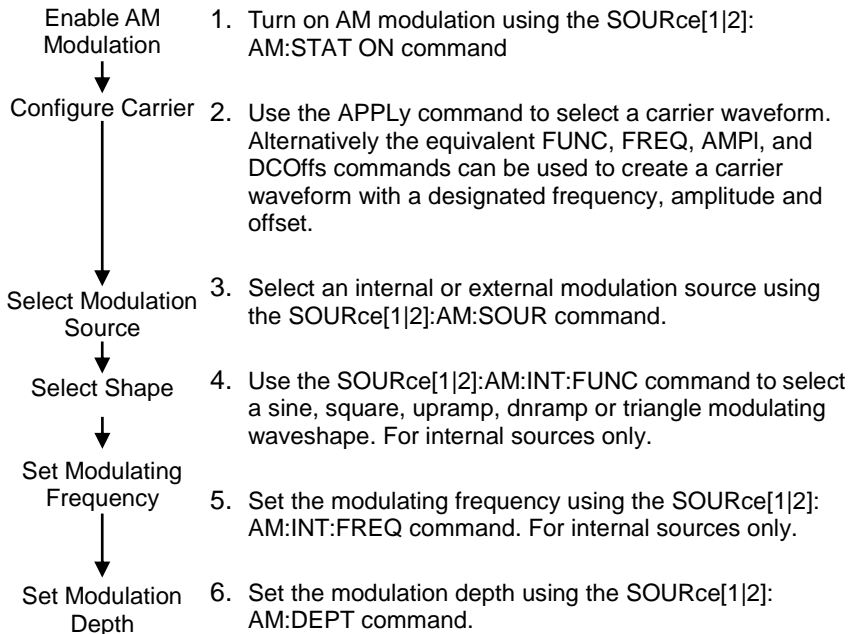 Enable AM
Modulation
1. Turn on AM modulation using the SOURce[1|2]:
AM:STAT ON command
Configure Carrier
2. Use the APPLy command to select a carrier waveform.
Alternatively the equivalent FUNC, FREQ, AMPl, and
DCOffs commands can be used to create a carrier
waveform with a designated frequency, amplitude and
offset.
Select Modulation
Source
3. Select an internal or external modulation source using
the SOURce[1|2]:AM:SOUR command.
Select Shape
4. Use the SOURce[1|2]:AM:INT:FUNC command to select
a sine, square, upramp, dnramp or triangle modulating
waveshape. For internal sources only.
Set Modulating
Frequency
5. Set the modulating frequency using the SOURce[1|2]:
AM:INT:FREQ command. For internal sources only.
Set Modulation
Depth
6. Set the modulation depth using the SOURce[1|2]:
AM:DEPT command.